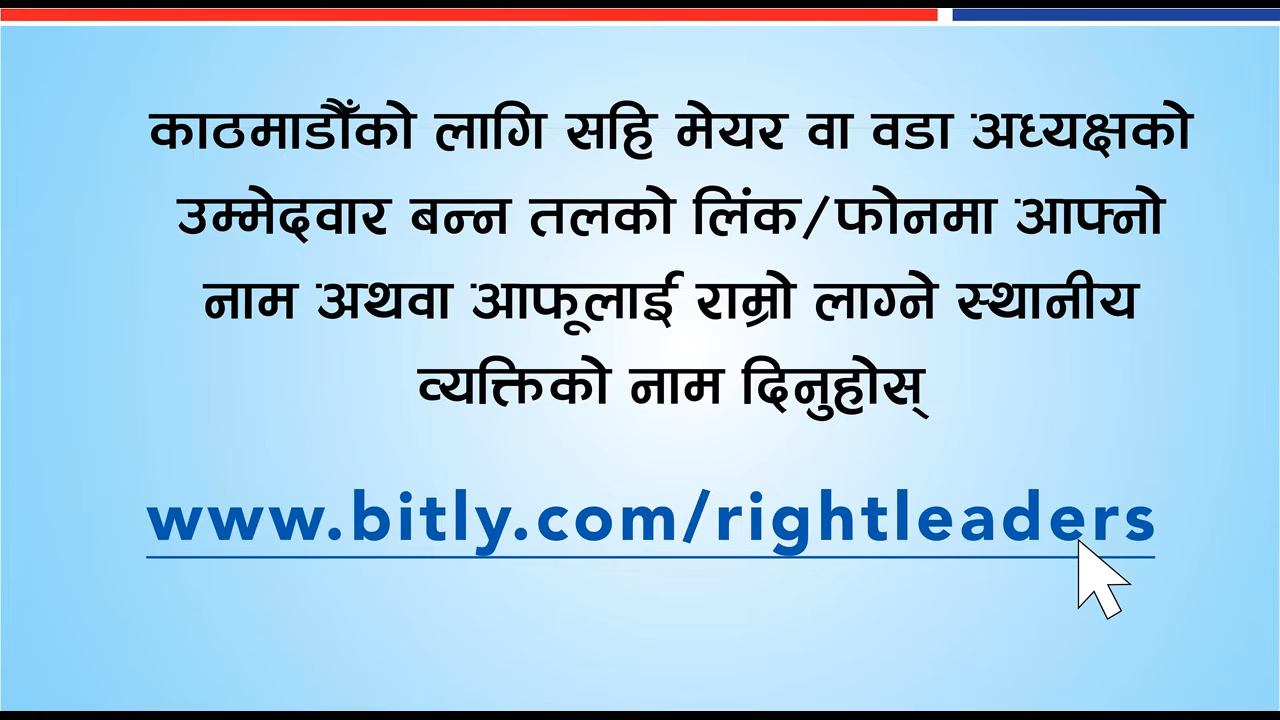 काठमाडौँको लागि सहि मेयर वा वडा अध्यक्षको
उम्मेदवार बन्न तलको लिंक/फोनमा आफ्नो
नाम अथवा आफूलाई राम्रो लाग्ने स्थानीय
व्यक्तिको नाम दिनुहोस्
www.bitly.com/rightleaders